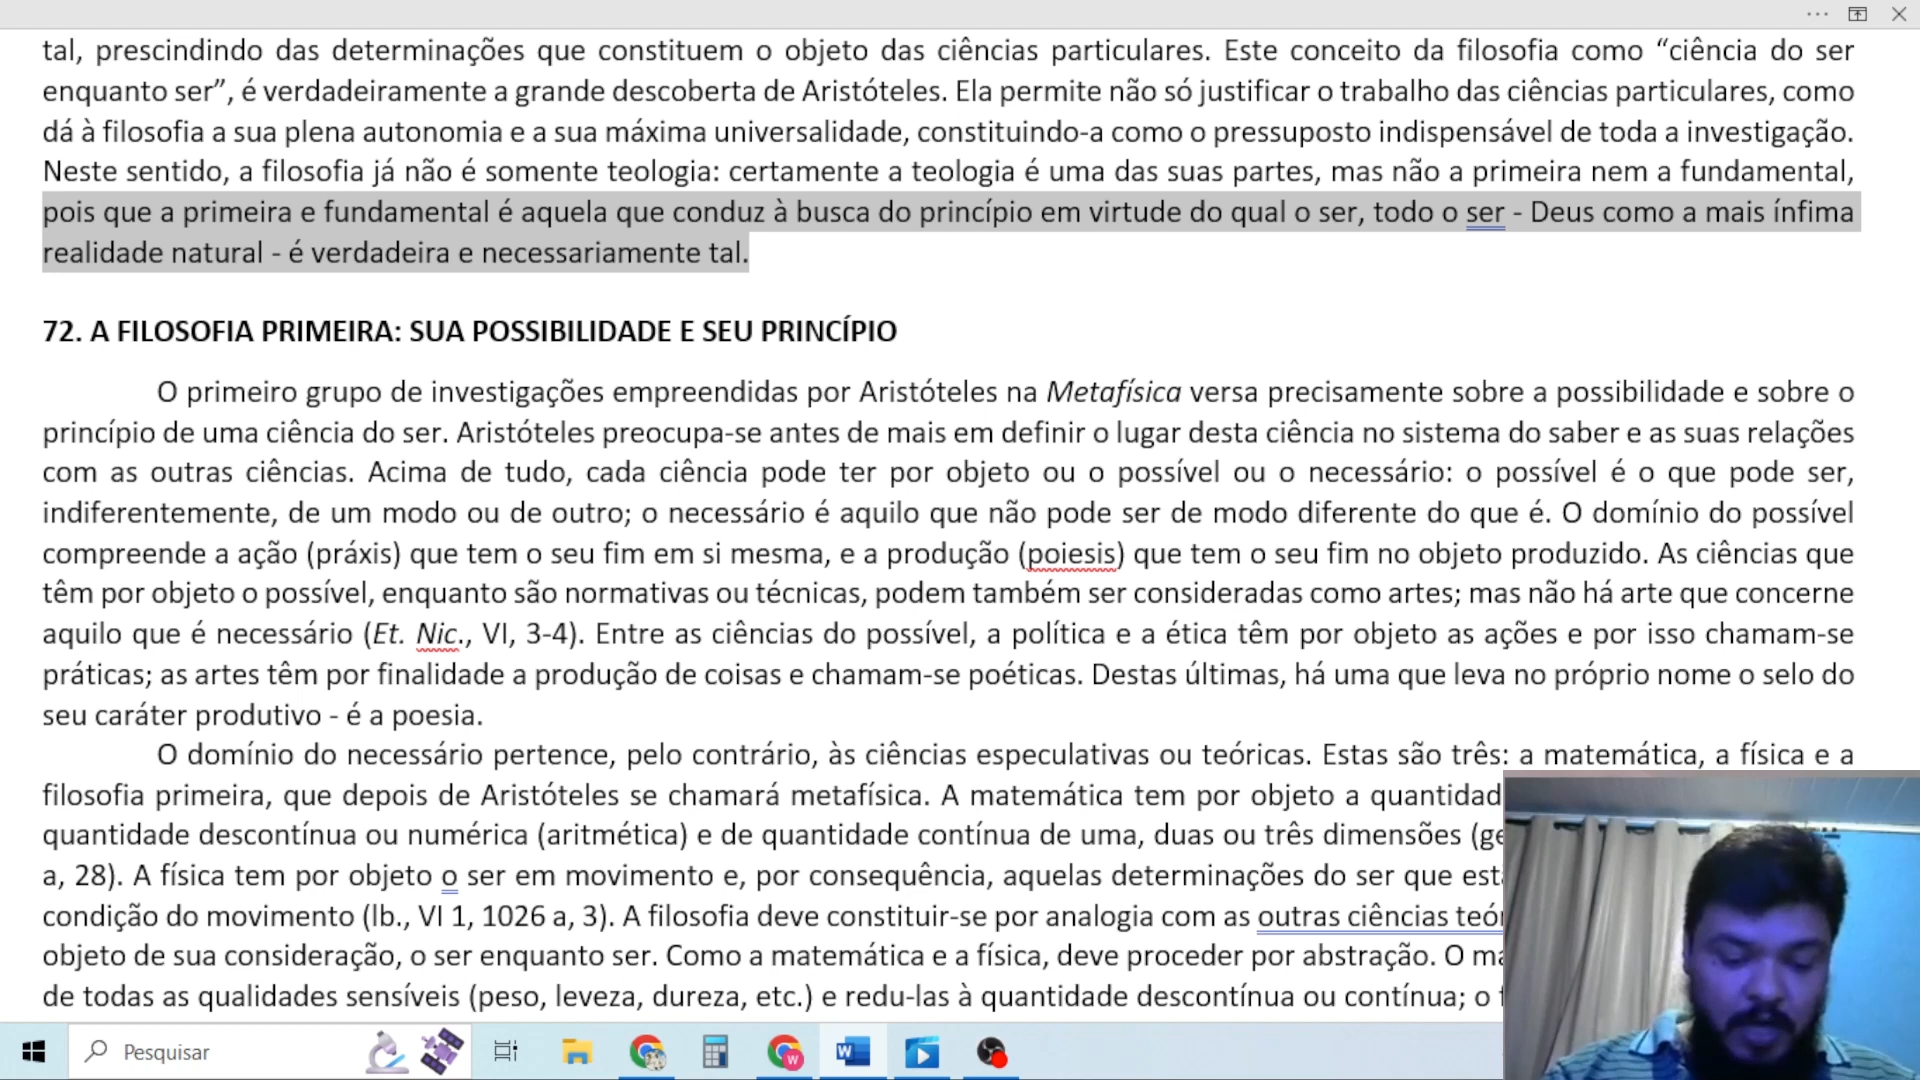 tal, prescindindo das determinações que constituem o objeto das ciências particulares. Este conceito da filosofia como “ciência do ser
enquanto ser”, é verdadeiramente a grande descoberta de Aristóteles. Ela permite não só justificar o trabalho das ciências particulares, como
dá à filosofia a sua plena autonomia e a sua máxima universalidade, constituindo-a como o pressuposto indispensável de toda a investigação.
Neste sentido, a filosofia já não é somente teologia: certamente a teologia é uma das suas partes, mas não a primeira nem a fundamental,
pois que a primeira e fundamental é aquela que conduz à busca do princípio em virtude do qual o ser, todo o ser - Deus como a mais ínfima
realidade natural - é verdadeira e necessariamente tal.
72. A FILOSOFIA PRIMEIRA: SUA POSSIBILIDADE E SEU PRINCÍPIO
O primeiro grupo de investigações empreendidas por Aristóteles na Metafísica versa precisamente sobre a possibilidade e sobre o
princípio de uma ciência do ser. Aristóteles preocupa-se antes de mais em definir o lugar desta ciência no sistema do saber e as suas relações
com as outras ciências. Acima de tudo, cada ciência pode ter por objeto ou o possível ou o necessário: o possível é o que pode ser,
indiferentemente, de um modo ou de outro; o necessário é aquilo que não pode ser de modo diferente do que é. O domínio do possível
compreende a ação (práxis) que tem o seu fim em si mesma, e a produção (poiesis) que tem o seu fim no objeto produzido. As ciências que
têm por objeto o possível, enquanto são normativas ou técnicas, podem também ser consideradas como artes; mas não há arte que concerne
aquilo que é necessário (Et. Nic., VI, 3-4). Entre as ciências do possível, a política e a ética têm por objeto as ações e por isso chamam-se
práticas; as artes têm por finalidade a produção de coisas e chamam-se poéticas. Destas últimas, há uma que leva no próprio nome o selo do
seu caráter produtivo - é a poesia.
O domínio do necessário pertence, pelo contrário, às ciências especulativas ou teóricas. Estas são três: a matemática, a física e a
filosofia primeira, que depois de Aristóteles se chamará metafísica. A matemática tem por objeto a quantidad
quantidade descontínua ou numérica (aritmética) e de quantidade contínua de uma, duas ou três dimensões (ge
a, 28). A física tem por objeto o ser em movimento e, por consequência, aquelas determinações do ser que est
condição do movimento (lb., VI 1, 1026 a, 3). A filosofia deve constituir-se por analogia com as outras ciências teór
objeto de sua consideração, o ser enquanto ser. Como a matemática e a física, deve proceder por abstração. O ma
de todas as qualidades sensíveis (peso, leveza, dureza, etc.) e redu-las à quantidade descontínua ou contínua; o
Pesquisar